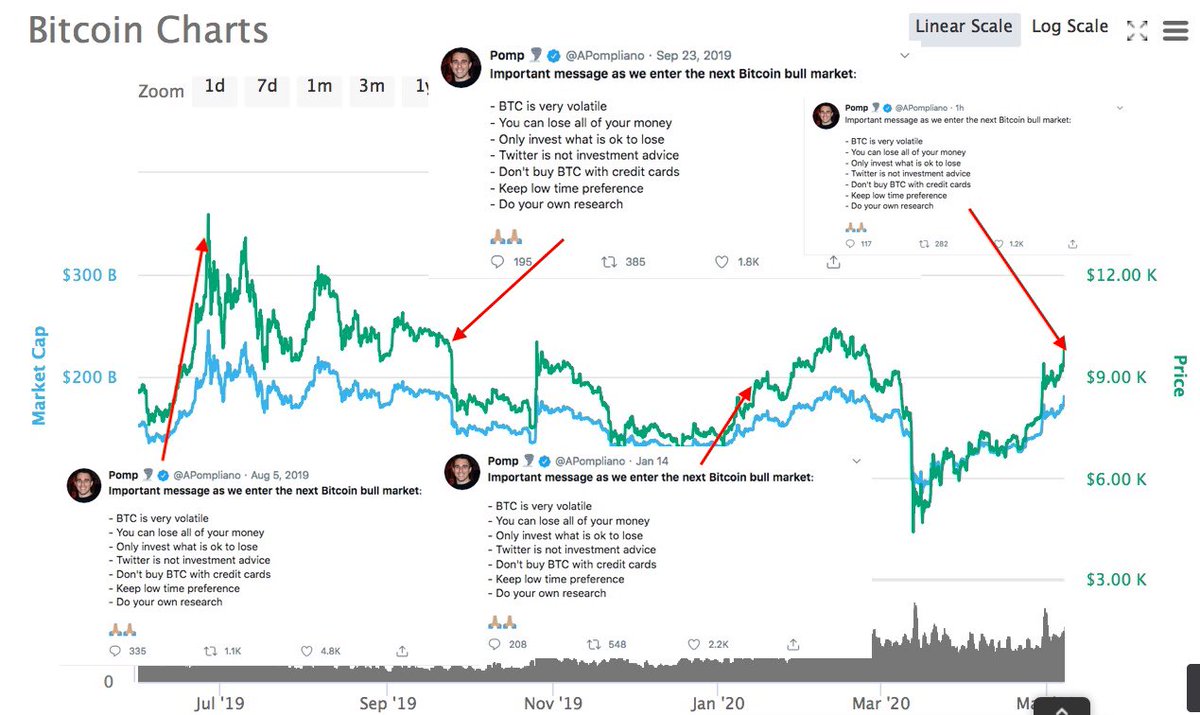 Bitcoin Charts
Linear Scale Log Scale
Zoom 1d 7d 1m 3m
Pomp @APompliano · Sep 23, 2019
Important message as we enter the next Bitcoin bull market:
- BTC is very volatile
- You can lose all of your money
- Only invest what is ok to lose
- Twitter is not investment advice
- Don't buy BTC with credit cards
- Keep low time preference
- Do your own research
🙏🏼🙏🏼
195 385 1.8K
Pomp @APompliano · 1h
Important message as we enter the next Bitcoin bull market:
- BTC is very volatile
- You can lose all of your money
- Only invest what is ok to lose
- Twitter is not investment advice
- Don't buy BTC with credit cards
- Keep low time preference
- Do your own research
🙏🏼🙏🏼
117 282 1.2K
$300 B
$200 B
Market Cap
$12.00 K
$9.00 K
$6.00 K
$3.00 K
Price
Pomp @APompliano · Aug 5, 2019
Important message as we enter the next Bitcoin bull market:
- BTC is very volatile
- You can lose all of your money
- Only invest what is ok to lose
- Twitter is not investment advice
- Don't buy BTC with credit cards
- Keep low time preference
- Do your own research
🙏🏼🙏🏼
335 1.1K 4.8K
Pomp @APompliano · Jan 14
Important message as we enter the next Bitcoin bull market:
- BTC is very volatile
- You can lose all of your money
- Only invest what is ok to lose
- Twitter is not investment advice
- Don't buy BTC with credit cards
- Keep low time preference
- Do your own research
🙏🏼🙏🏼
208 548 2.2K
0
Jul '19 Sep '19 Nov '19 Jan '20 Mar '20